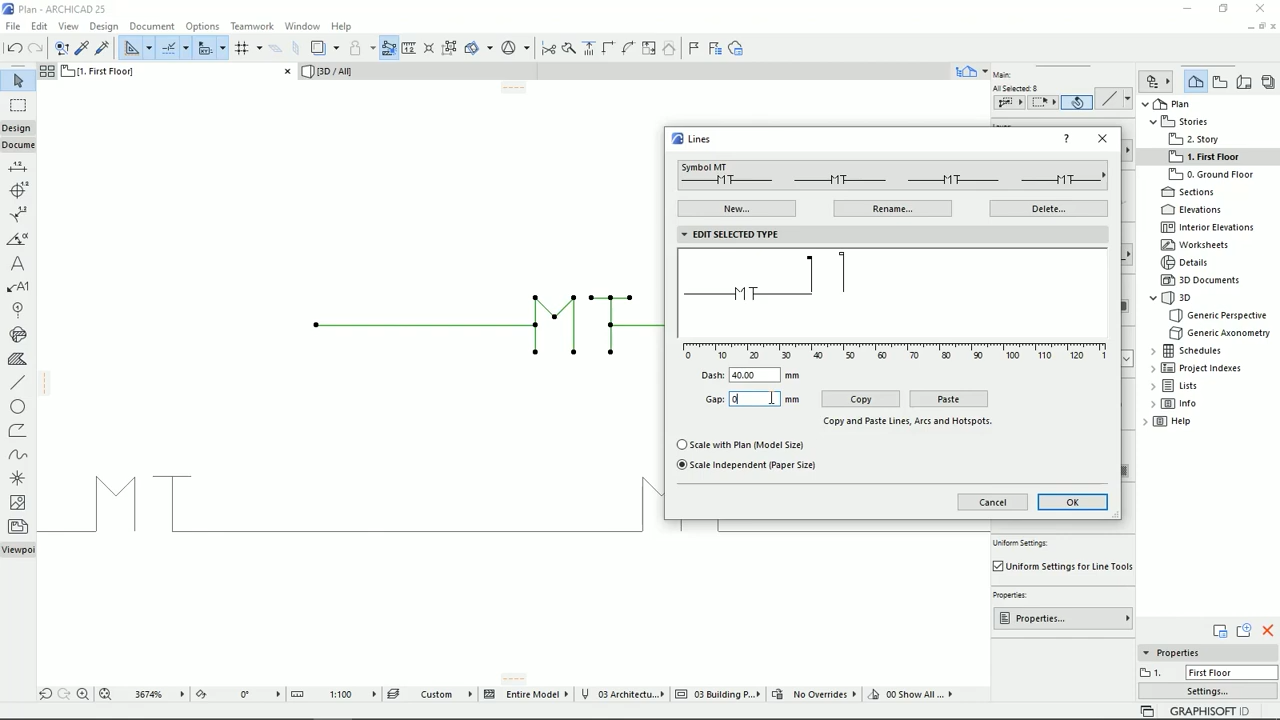 Plan - ARCHICAD 25
File Edit View Design Document Options Teamwork Window Help
[1. First Floor]
[3D / All]
Design
Docume
Viewpoi
M T
Main:
All Selected: 8
Lines
Symbol MT
MT MT MT MT
New...
Rename...
Delete...
EDIT SELECTED TYPE
MT
0 10 20 30 40 50 60 70 80 90 100 110 120 1
Dash: 40.00 mm
Gap: 0 mm
Copy
Paste
Copy and Paste Lines, Arcs and Hotspots.
Scale with Plan (Model Size)
Scale Independent (Paper Size)
Cancel
OK
M T
Uniform Settings:
Uniform Settings for Line Tools
Properties:
Properties...
Plan
Stories
2. Story
1. First Floor
0. Ground Floor
Sections
Elevations
Interior Elevations
Worksheets
Details
3D Documents
3D
Generic Perspective
Generic Axonometry
Schedules
Project Indexes
Lists
Info
Help
Properties
1. First Floor
Settings...
GRAPHISOFT ID
3674%
0°
1:100
Custom
Entire Model
03 Architectu...
03 Building P...
No Overrides
00 Show All ...